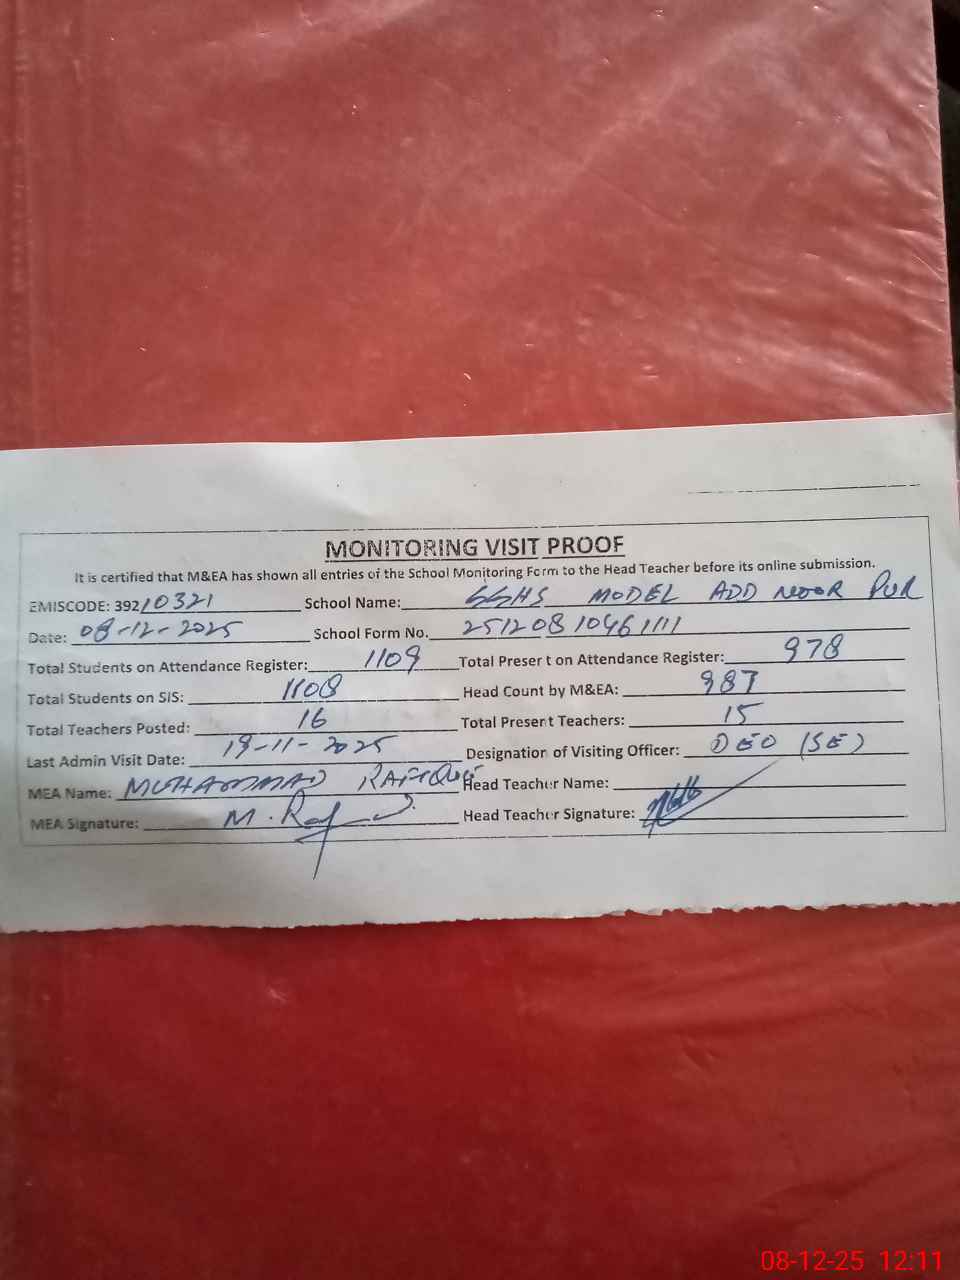 MONITORING VISIT PROOF
It is certified that M&EA has shown all entries of the School Monitoring Form to the Head Teacher before its online submission.
EMISCODE: 39210321 School Name: GGHS MODEL ADD NOOR PUR
Date: 08-12-2025 School Form No. 25120810461111
Total Students on Attendance Register: 1109 Total Present on Attendance Register: 978
Total Students on SIS: 1108 Head Count by M&EA: 987
Total Teachers Posted: 16 Total Present Teachers: 15
Last Admin Visit Date: 19-11-2025 Designation of Visiting Officer: DEO (SE)
MEA Name: MUHAMMAD RAFIQUE Head Teacher Name:
MEA Signature: M. Raf Head Teacher Signature:
08-12-25 12:11